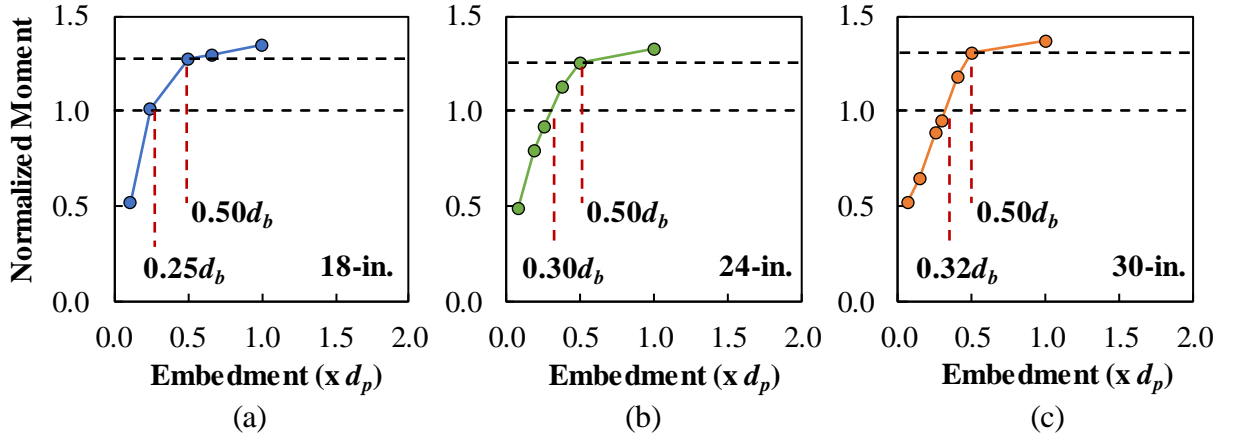 Normalized Moment
1.5
1.0
0.5
0.0
0.50d_b
0.25d_b
18-in.
0.0 0.5 1.0 1.5 2.0
Embedment (x d_p)
(a)
1.5
1.0
0.5
0.0
0.50d_b
0.30d_b
24-in.
0.0 0.5 1.0 1.5 2.0
Embedment (x d_p)
(b)
1.5
1.0
0.5
0.0
0.50d_b
0.32d_b
30-in.
0.0 0.5 1.0 1.5 2.0
Embedment (x d_p)
(c)